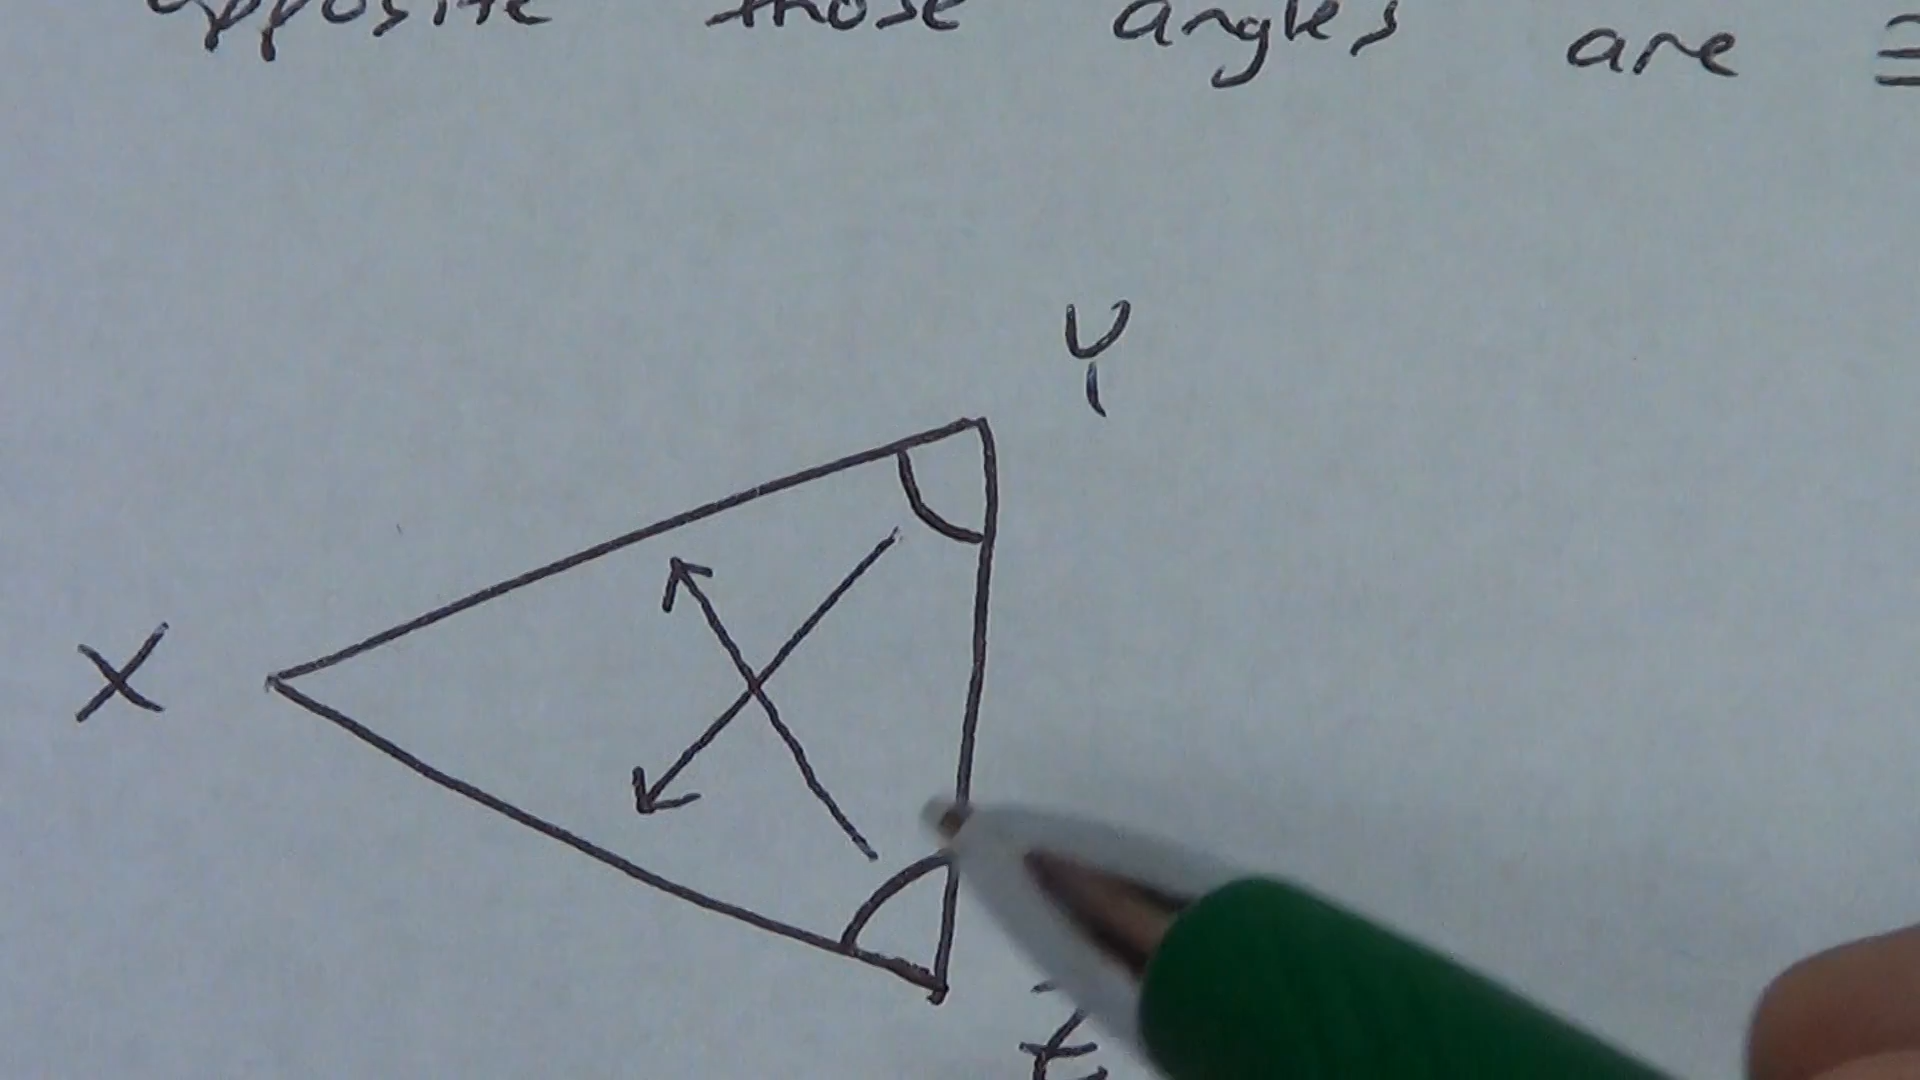 opposite those angles are ≅
Y
X
Z